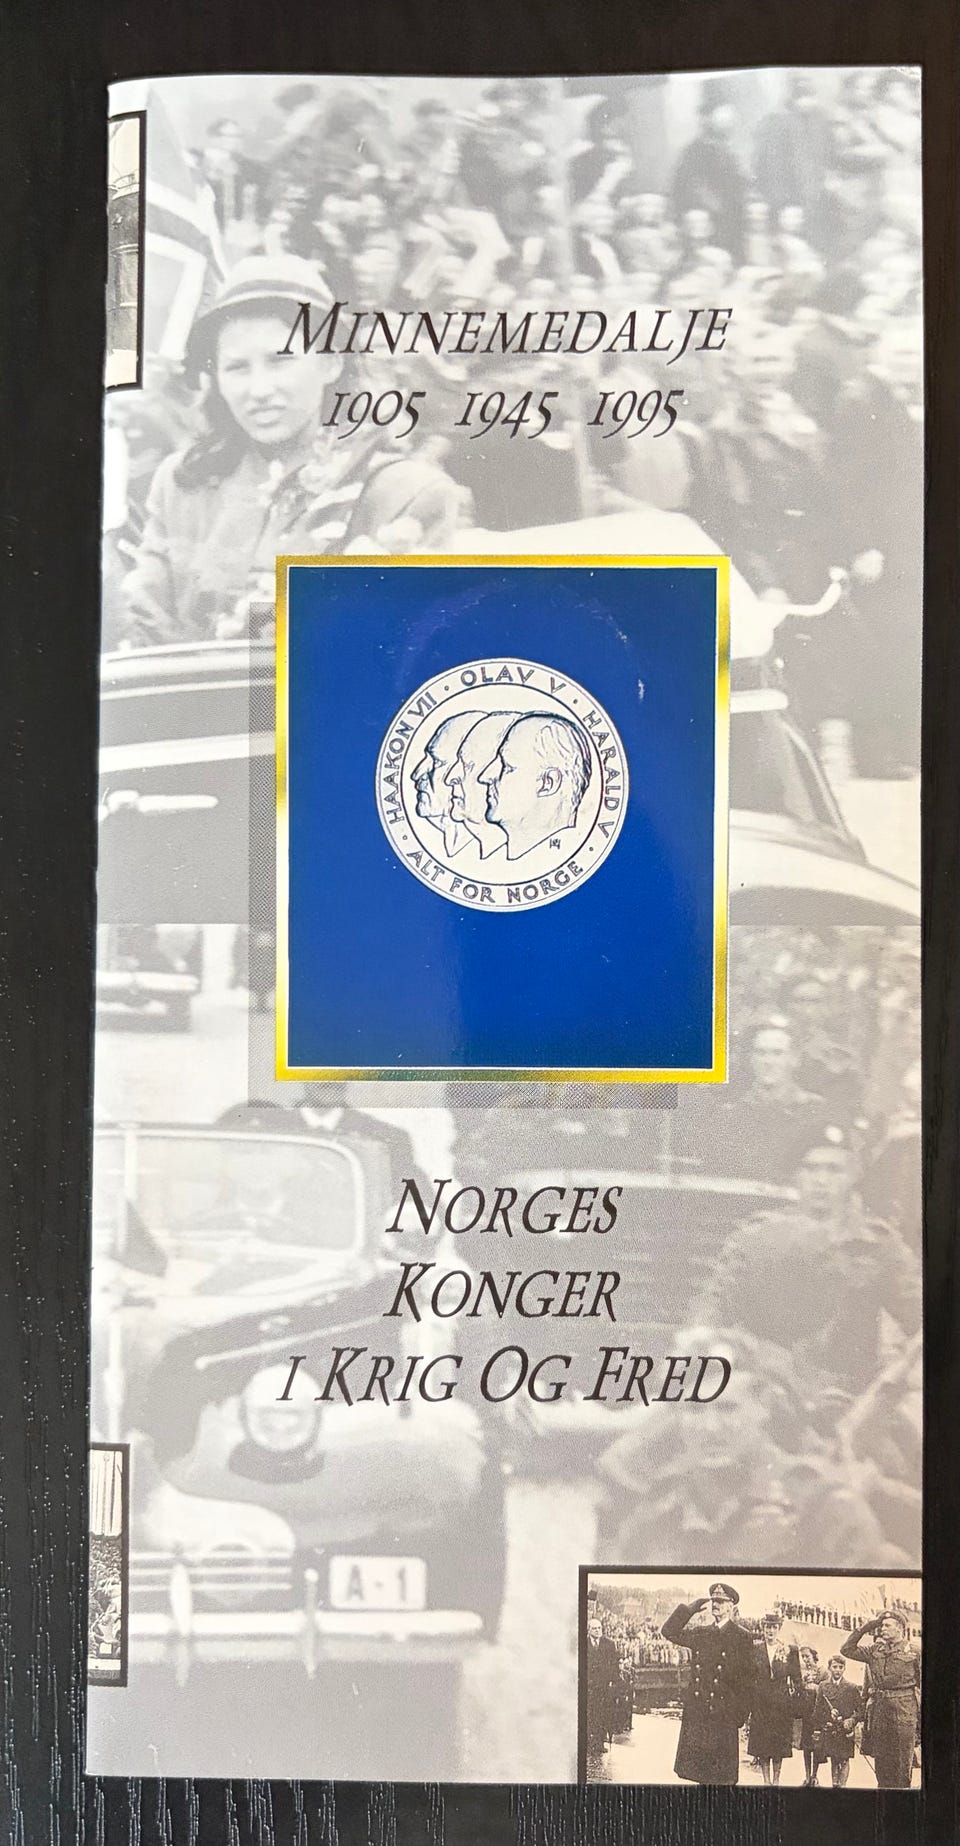 MINNEMEDALJE
1905 1945 1995
HAAKON VII · OLAV V · HARALD V ·
ALT FOR NORGE ·
NORGES
KONGER
I KRIG OG FRED
A-1